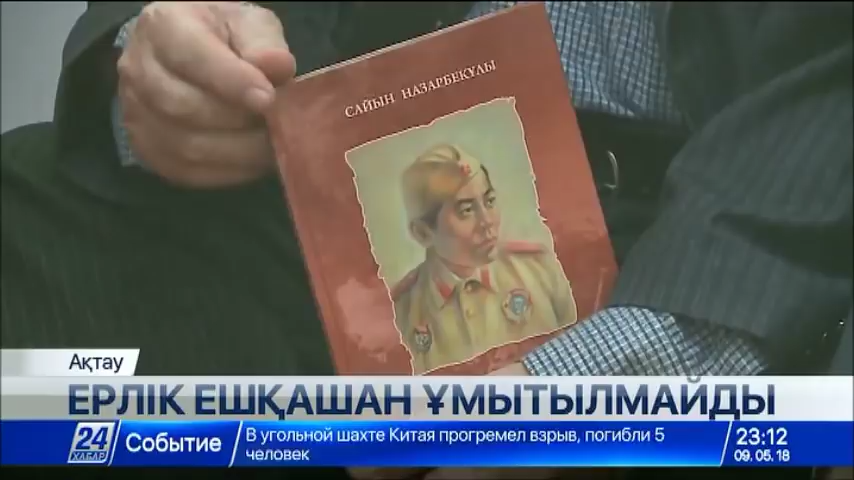 САЙЫН НАЗАРБЕКҰЛЫ
Ақтау
ЕРЛІК ЕШҚАШАН ҰМЫТЫЛМАЙДЫ
24
ХАБАР
Событие
В угольной шахте Китая прогремел взрыв, погибли 5
человек
23:12
09.05.18